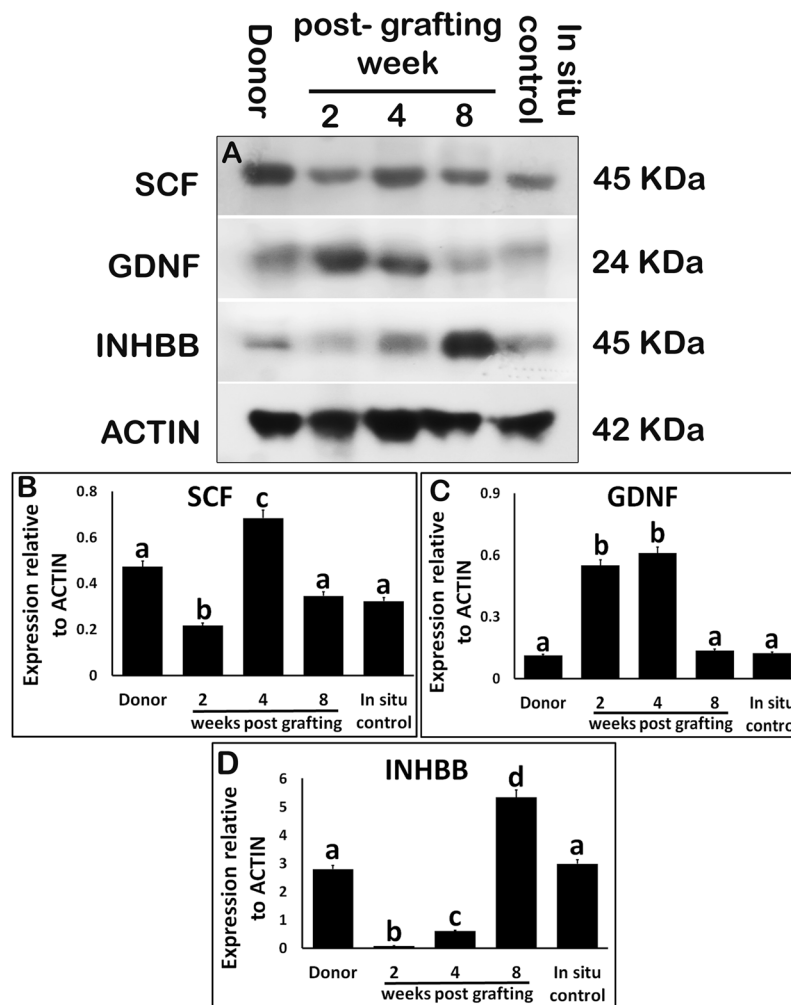 Donor
post- grafting
week
2 4 8
In situ
control
A
SCF 45 KDa
GDNF 24 KDa
INHBB 45 KDa
ACTIN 42 KDa
B
SCF
Expression relative
to ACTIN
0.8
0.6
0.4
0.2
0
a
b
c
a
a
Donor 2 4 8 In situ
weeks post grafting control
C
GDNF
Expression relative
to ACTIN
0.9
0.6
0.3
0
a
b
b
a
a
Donor 2 4 8 In situ
weeks post grafting contro
D
INHBB
Expression relative
to ACTIN
6
5
4
3
2
1
0
a
b
c
d
a
Donor 2 4 8 In situ
weeks post grafting control